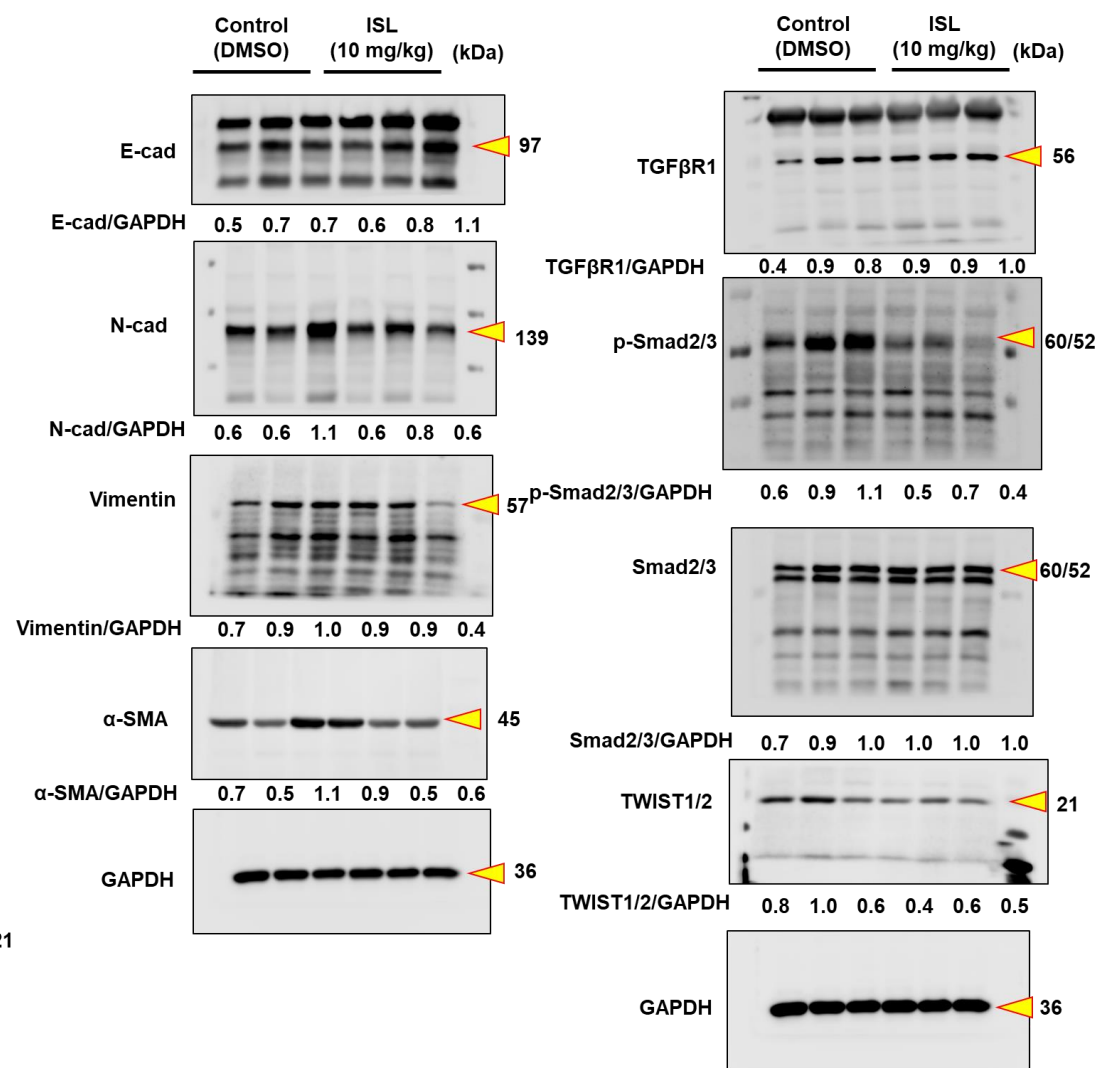 Control
(DMSO)
ISL
(10 mg/kg)
(kDa)
E-cad
97
E-cad/GAPDH 0.5 0.7 0.7 0.6 0.8 1.1
N-cad
139
N-cad/GAPDH 0.6 0.6 1.1 0.6 0.8 0.6
Vimentin
57
Vimentin/GAPDH 0.7 0.9 1.0 0.9 0.9 0.4
α-SMA
45
α-SMA/GAPDH 0.7 0.5 1.1 0.9 0.5 0.6
GAPDH
36
21
Control
(DMSO)
ISL
(10 mg/kg)
(kDa)
TGFβR1
56
TGFβR1/GAPDH 0.4 0.9 0.8 0.9 0.9 1.0
p-Smad2/3
60/52
p-Smad2/3/GAPDH 0.6 0.9 1.1 0.5 0.7 0.4
Smad2/3
60/52
Smad2/3/GAPDH 0.7 0.9 1.0 1.0 1.0 1.0
TWIST1/2
21
TWIST1/2/GAPDH 0.8 1.0 0.6 0.4 0.6 0.5
GAPDH
36